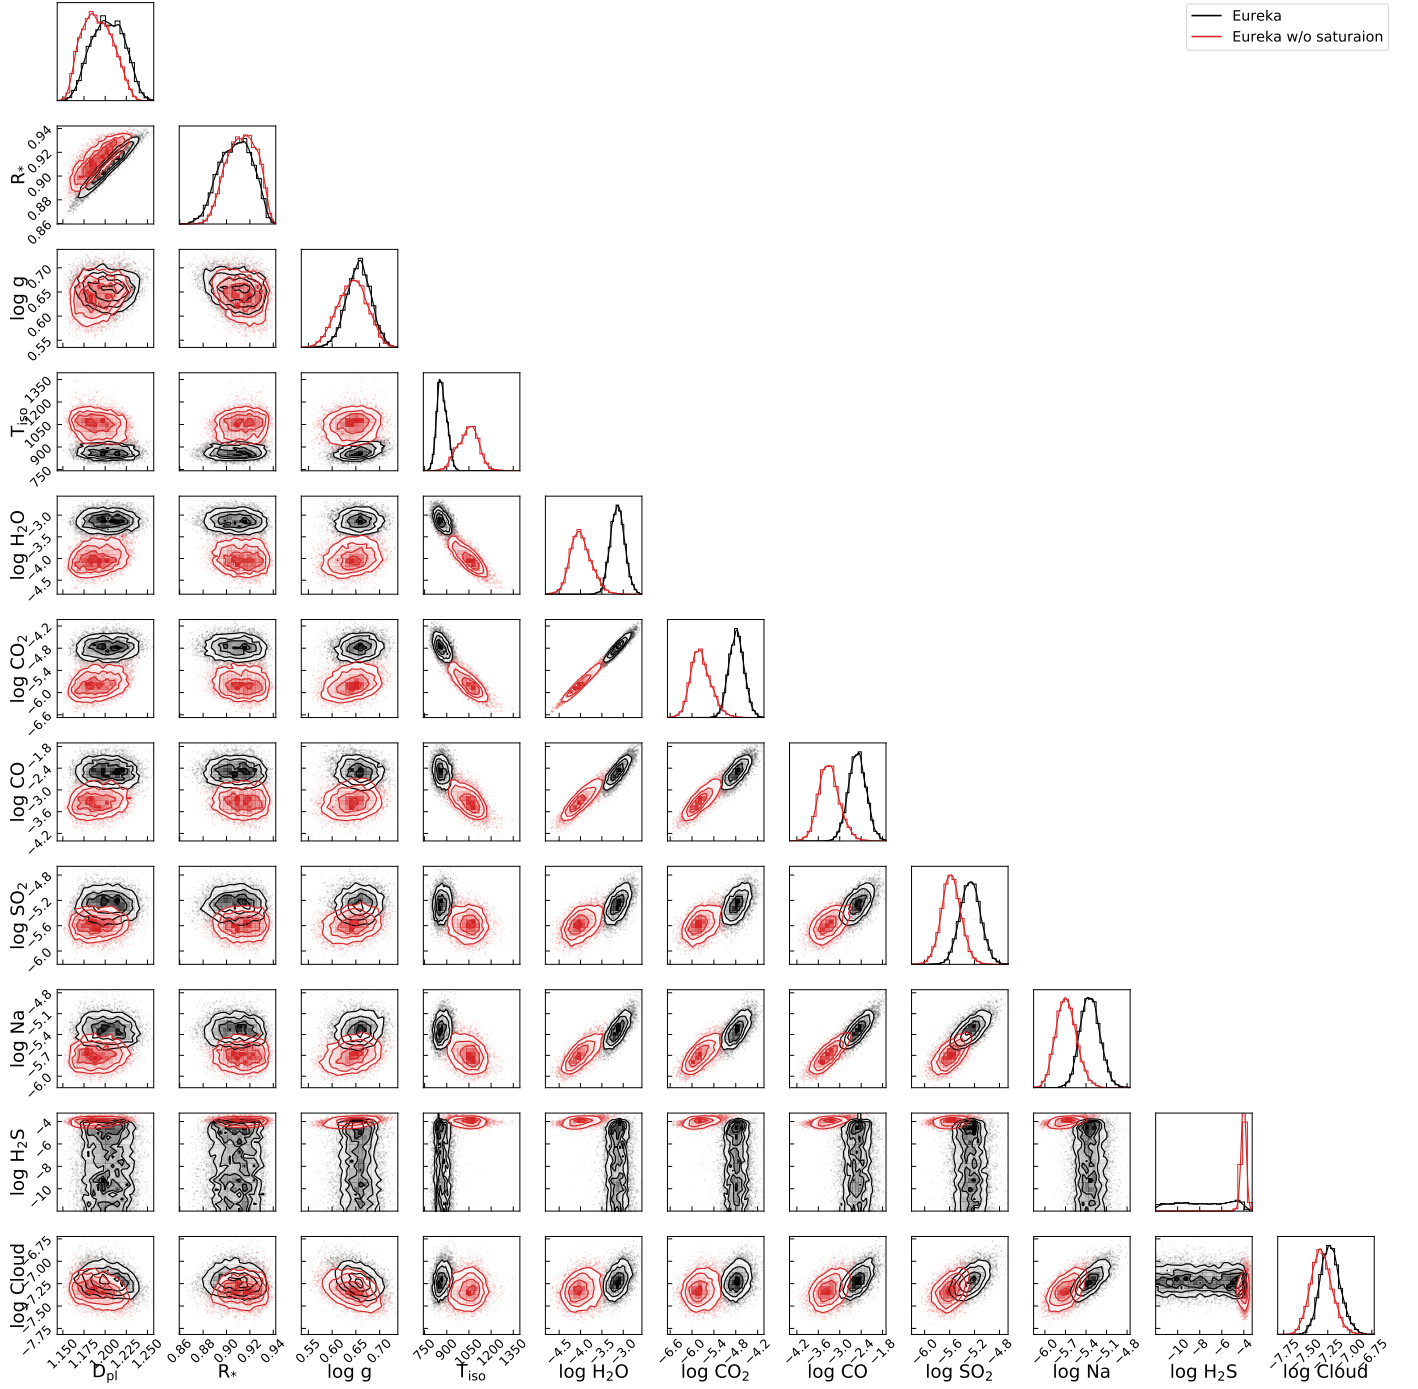 Eureka
Eureka w/o saturaion
R*
0.94
0.92
0.90
0.88
0.86
log g
0.70
0.65
0.60
0.55
T_iso
1350
1200
1050
900
750
log H₂O
−3.0
−3.5
−4.0
−4.5
log CO₂
−4.2
−4.8
−5.4
−6.0
−6.6
log CO
−1.8
−2.4
−3.0
−3.6
−4.2
log SO₂
−4.8
−5.2
−5.6
−6.0
log Na
−4.8
−5.1
−5.4
−5.7
−6.0
log H₂S
−4
−6
−8
−10
log Cloud
−6.75
−7.00
−7.25
−7.50
−7.75
1.150 1.175 1.200 1.225 1.250
0.86 0.88 0.90 0.92 0.94
0.55 0.60 0.65 0.70
750 900 1050 1200 1350
−4.5 −4.0 −3.5 −3.0
−6.6 −6.0 −5.4 −4.8 −4.2
−4.2 −3.6 −3.0 −2.4 −1.8
−6.0 −5.6 −5.2 −4.8
−6.0 −5.7 −5.4 −5.1 −4.8
−10 −8 −6 −4
−7.75 −7.50 −7.25 −7.00 −6.75
D_pl R* log g T_iso log H₂O log CO₂ log CO log SO₂ log Na log H₂S log Cloud